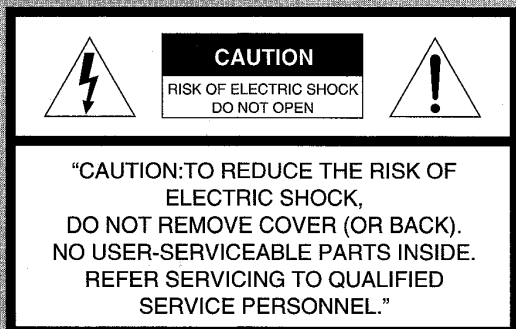 CAUTION
RISK OF ELECTRIC SHOCK
DO NOT OPEN
“CAUTION:TO REDUCE THE RISK OF
ELECTRIC SHOCK,
DO NOT REMOVE COVER (OR BACK).
NO USER-SERVICEABLE PARTS INSIDE.
REFER SERVICING TO QUALIFIED
SERVICE PERSONNEL.”